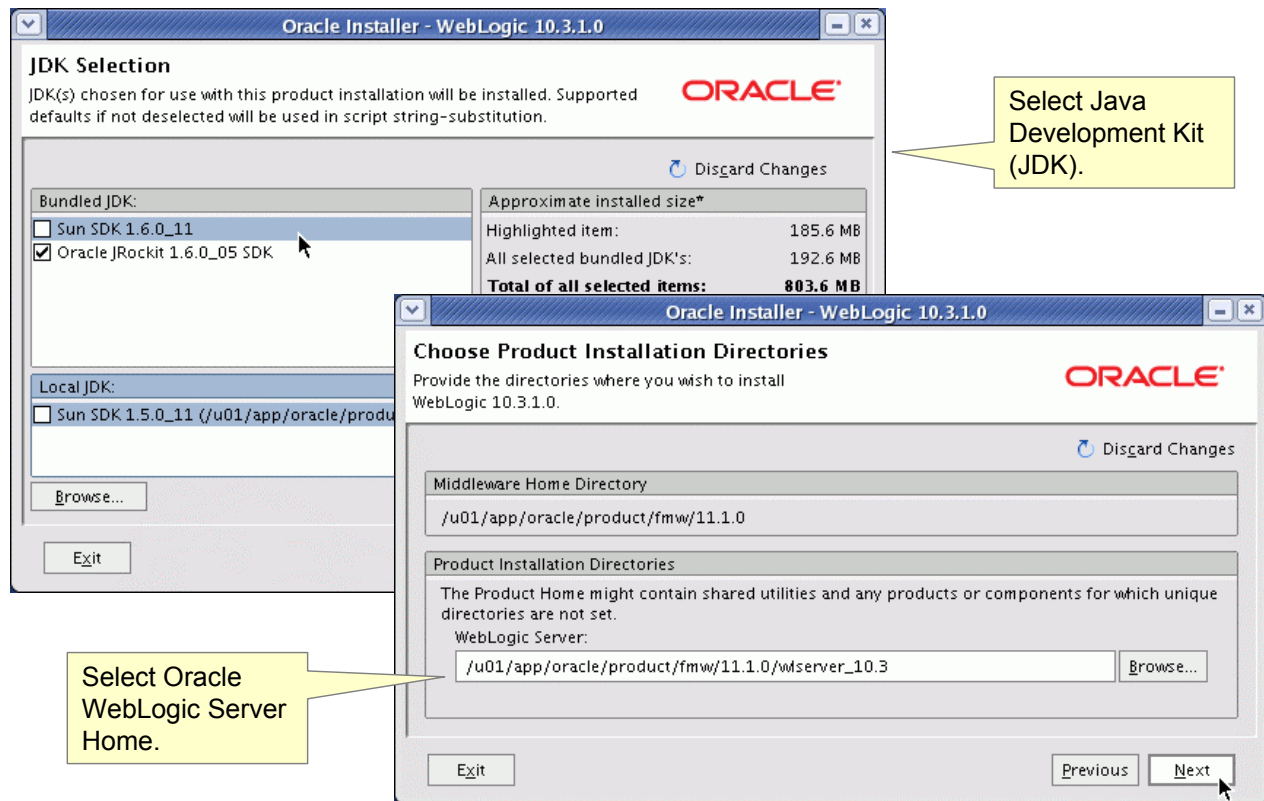 Oracle Installer - WebLogic 10.3.1.0
JDK Selection
JDK(s) chosen for use with this product installation will be installed. Supported
defaults if not deselected will be used in script string-substitution.
ORACLE
Discard Changes
Bundled JDK:
Sun SDK 1.6.0_11
Oracle JRockit 1.6.0_05 SDK
Approximate installed size*
Highlighted item: 185.6 MB
All selected bundled JDK's: 192.6 MB
Total of all selected items: 803.6 MB
Local JDK:
Sun SDK 1.5.0_11 (/u01/app/oracle/produ
Browse...
Exit
Select Java
Development Kit
(JDK).
Oracle Installer - WebLogic 10.3.1.0
Choose Product Installation Directories
Provide the directories where you wish to install
WebLogic 10.3.1.0.
ORACLE
Discard Changes
Middleware Home Directory
/u01/app/oracle/product/fmw/11.1.0
Product Installation Directories
The Product Home might contain shared utilities and any products or components for which unique
directories are not set.
WebLogic Server:
/u01/app/oracle/product/fmw/11.1.0/wlserver_10.3
Browse...
Exit
Previous
Next
Select Oracle
WebLogic Server
Home.